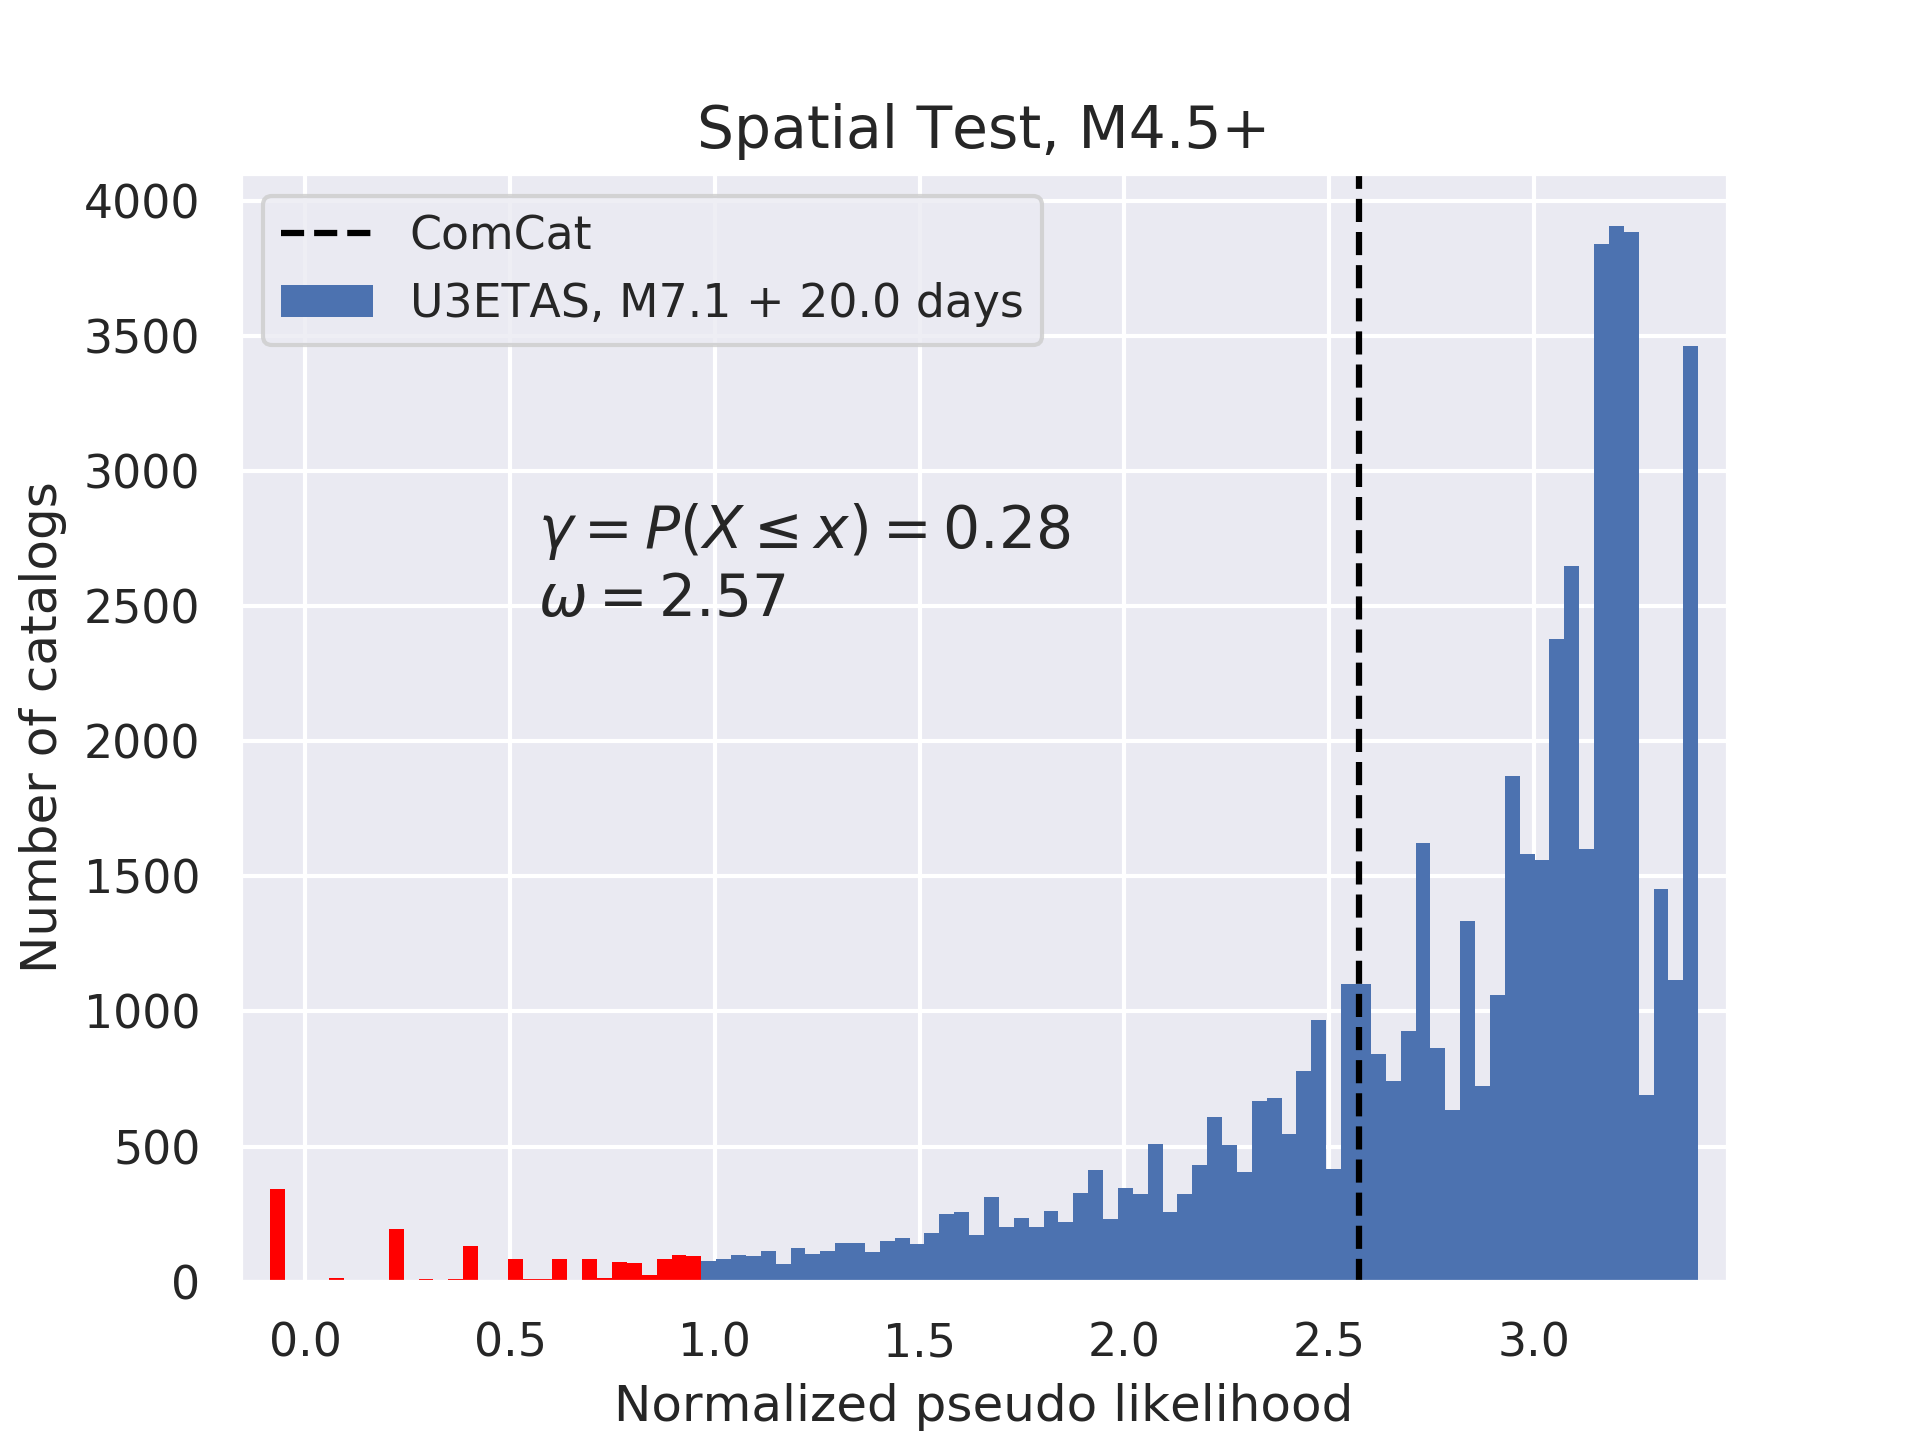 Spatial Test, M4.5+
ComCat
U3ETAS, M7.1 + 20.0 days
γ = P(X ≤ x) = 0.28
ω = 2.57
Number of catalogs
4000
3500
3000
2500
2000
1500
1000
500
0
0.0 0.5 1.0 1.5 2.0 2.5 3.0
Normalized pseudo likelihood